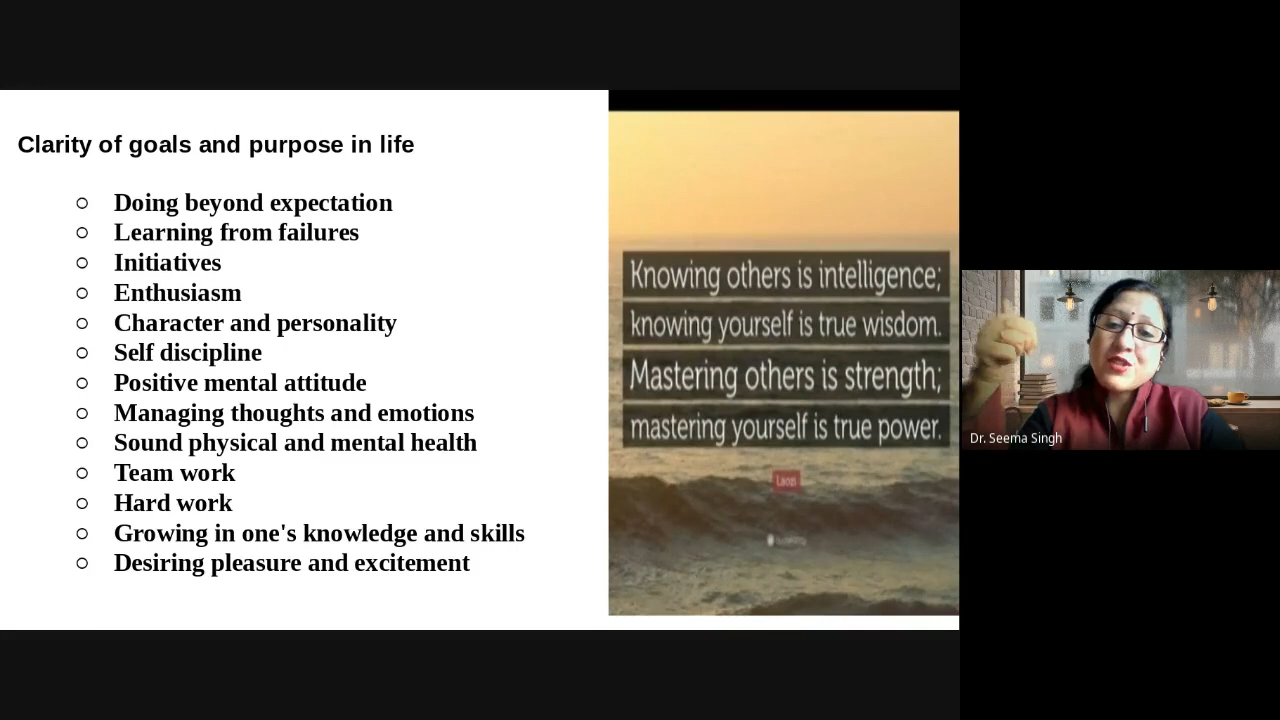 Clarity of goals and purpose in life
Doing beyond expectation
Learning from failures
Initiatives
Enthusiasm
Character and personality
Self discipline
Positive mental attitude
Managing thoughts and emotions
Sound physical and mental health
Team work
Hard work
Growing in one's knowledge and skills
Desiring pleasure and excitement
Knowing others is intelligence;
knowing yourself is true wisdom.
Mastering others is strength;
mastering yourself is true power.
Laozi
Dr. Seema Singh